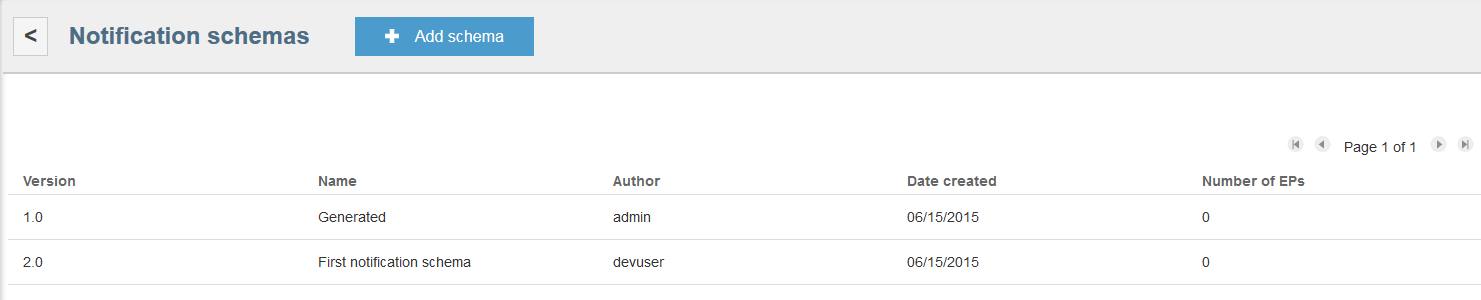 < Notification schemas + Add schema
Page 1 of 1
Version Name Author Date created Number of EPs
1.0 Generated admin 06/15/2015 0
2.0 First notification schema devuser 06/15/2015 0